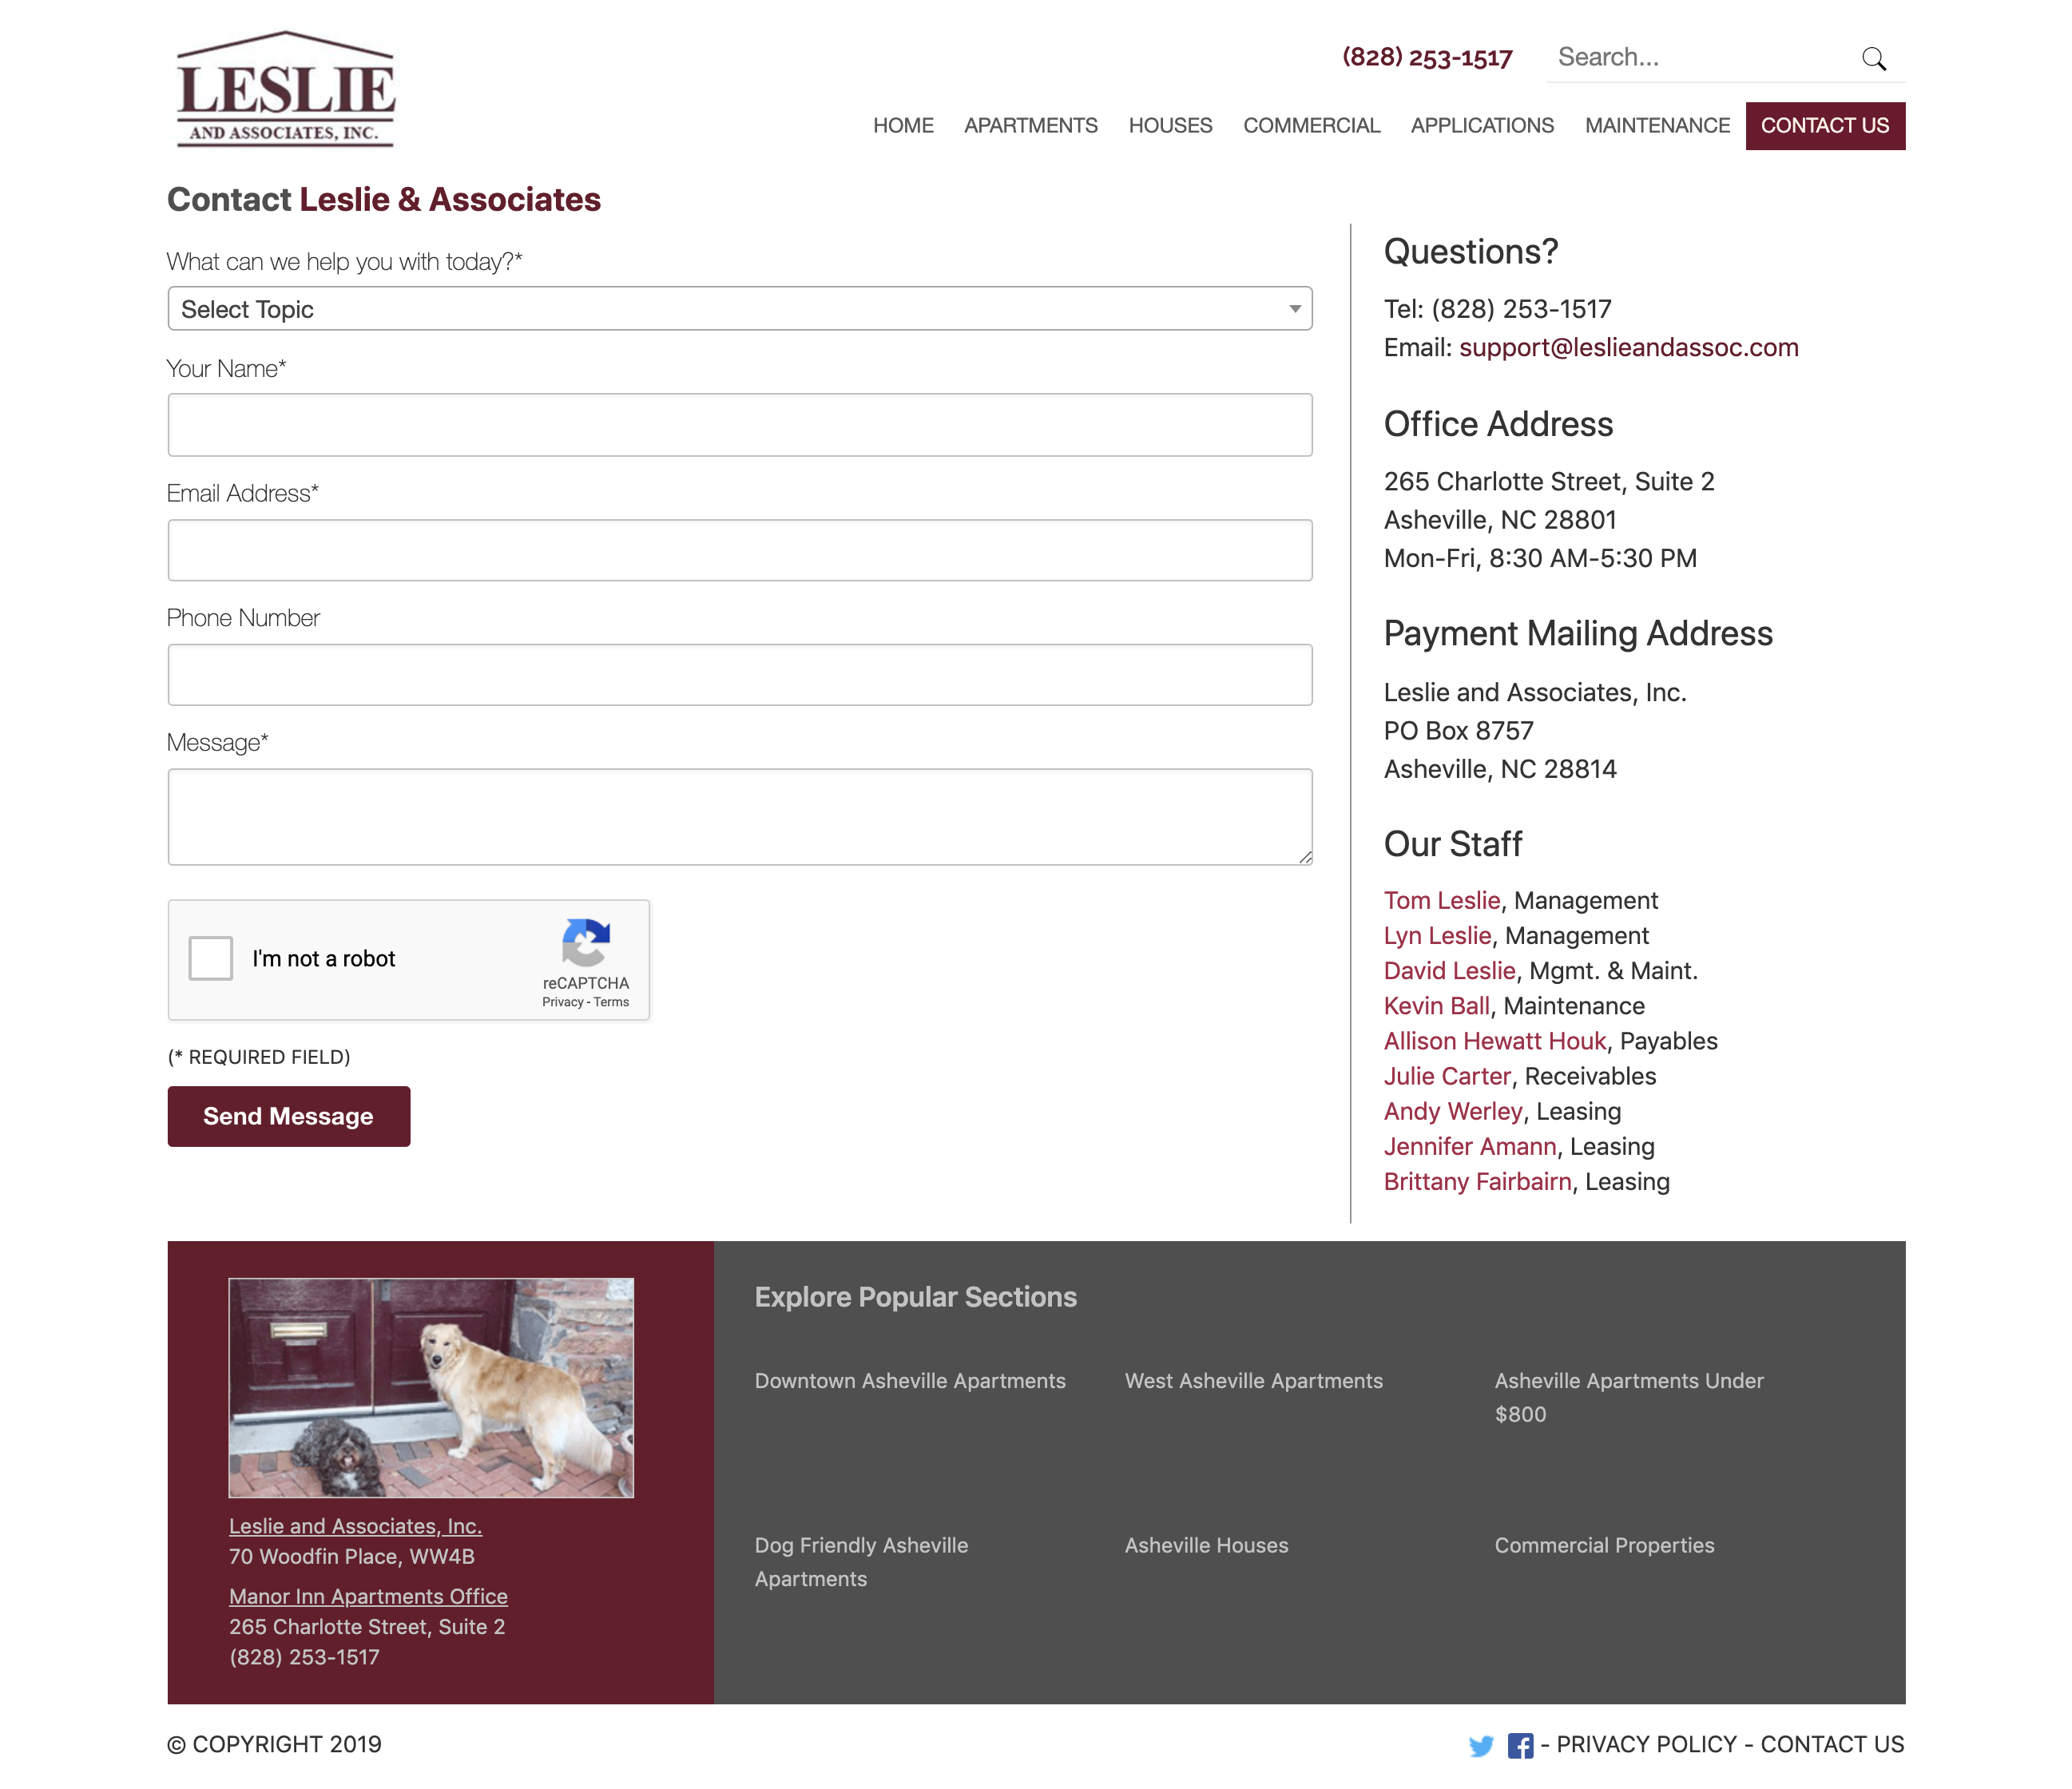 LESLIE
AND ASSOCIATES, INC.
(828) 253-1517
Search...
HOME
APARTMENTS
HOUSES
COMMERCIAL
APPLICATIONS
MAINTENANCE
CONTACT US
Contact Leslie & Associates
What can we help you with today?*
Select Topic
Your Name*
Email Address*
Phone Number
Message*
I'm not a robot
reCAPTCHA
Privacy - Terms
(* REQUIRED FIELD)
Send Message
Questions?
Tel: (828) 253-1517
Email: support@leslieandassoc.com
Office Address
265 Charlotte Street, Suite 2
Asheville, NC 28801
Mon-Fri, 8:30 AM-5:30 PM
Payment Mailing Address
Leslie and Associates, Inc.
PO Box 8757
Asheville, NC 28814
Our Staff
Tom Leslie, Management
Lyn Leslie, Management
David Leslie, Mgmt. & Maint.
Kevin Ball, Maintenance
Allison Hewatt Houk, Payables
Julie Carter, Receivables
Andy Werley, Leasing
Jennifer Amann, Leasing
Brittany Fairbairn, Leasing
Leslie and Associates, Inc.
70 Woodfin Place, WW4B
Manor Inn Apartments Office
265 Charlotte Street, Suite 2
(828) 253-1517
Explore Popular Sections
Downtown Asheville Apartments
West Asheville Apartments
Asheville Apartments Under
$800
Dog Friendly Asheville
Apartments
Asheville Houses
Commercial Properties
© COPYRIGHT 2019
- PRIVACY POLICY - CONTACT US